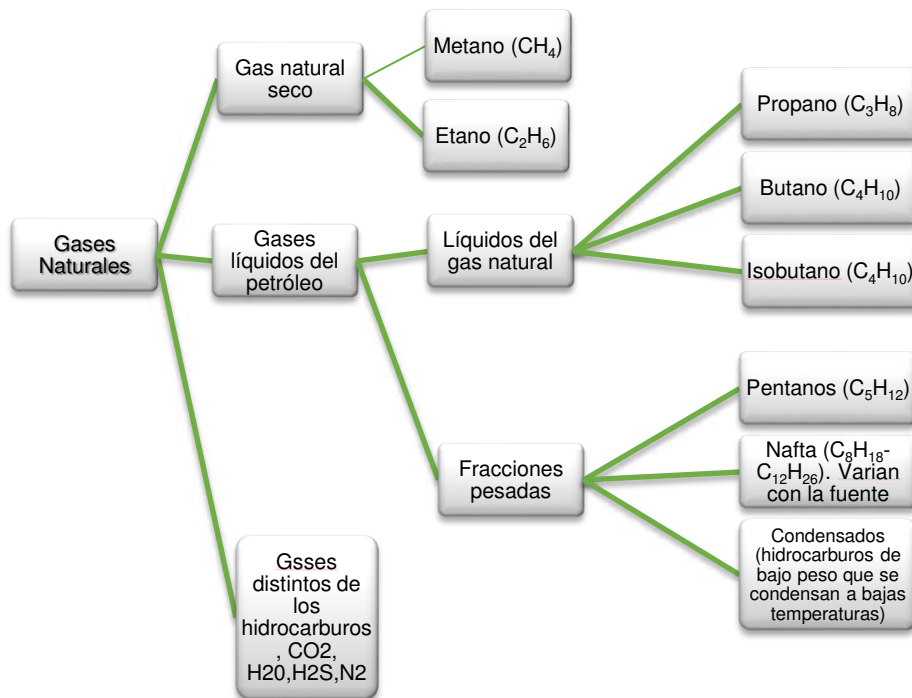 Gases
Naturales
Gas natural
seco
Metano (CH₄)
Etano (C₂H₆)
Gases
líquidos del
petróleo
Líquidos del
gas natural
Propano (C₃H₈)
Butano (C₄H₁₀)
Isobutano (C₄H₁₀)
Fracciones
pesadas
Pentanos (C₅H₁₂)
Nafta (C₈H₁₈-
C₁₂H₂₆). Varian
con la fuente
Condensados
(hidrocarburos de
bajo peso que se
condensan a bajas
temperaturas)
Gsses
distintos de
los
hidrocarburos
, CO2,
H20,H2S,N2